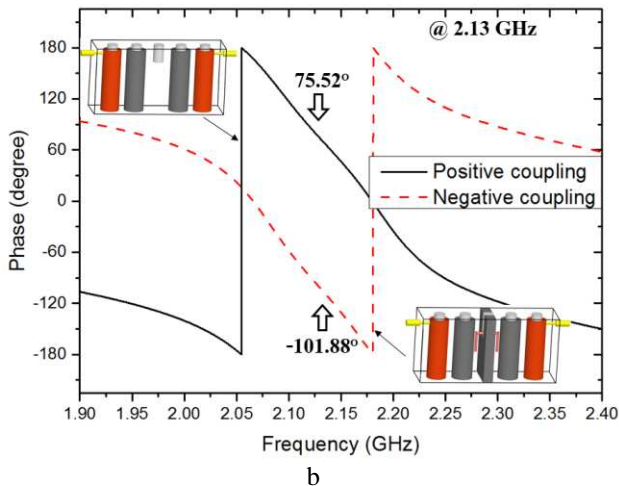 @ 2.13 GHz
180
120
60
0
-60
-120
-180
Phase (degree)
75.52º
Positive coupling
Negative coupling
-101.88º
1.90
1.95
2.00
2.05
2.10
2.15
2.20
2.25
2.30
2.35
2.40
Frequency (GHz)
b